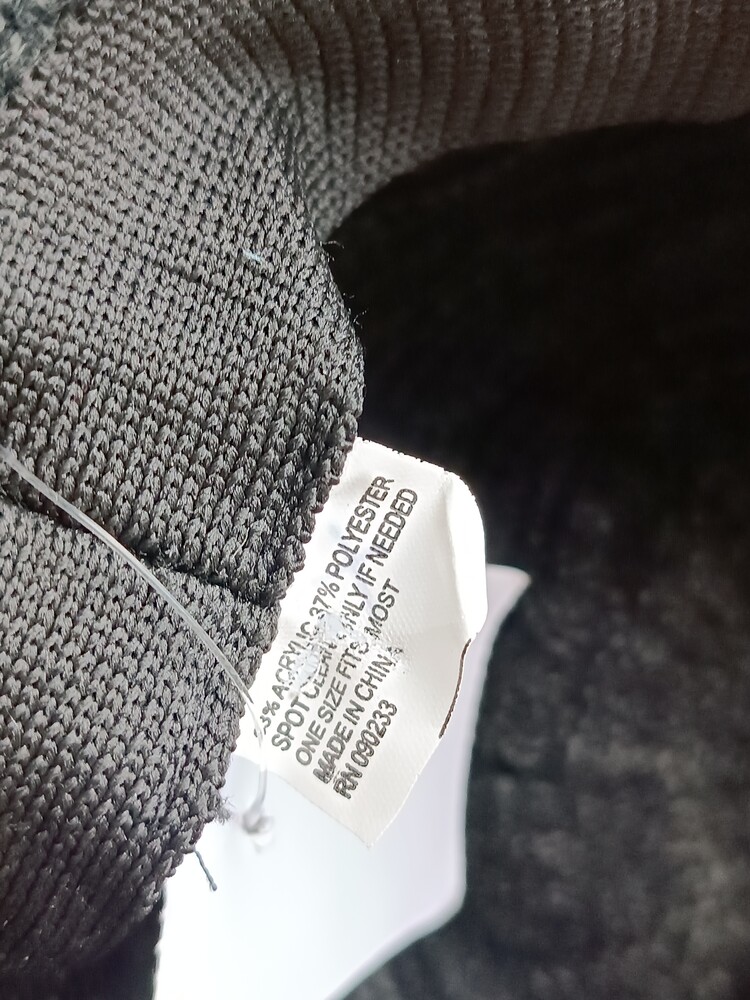 3% ACRYLIC 37% POLYESTER
SPOT CLEAN ONLY IF NEEDED
ONE SIZE FITS MOST
MADE IN CHINA
RN 090233